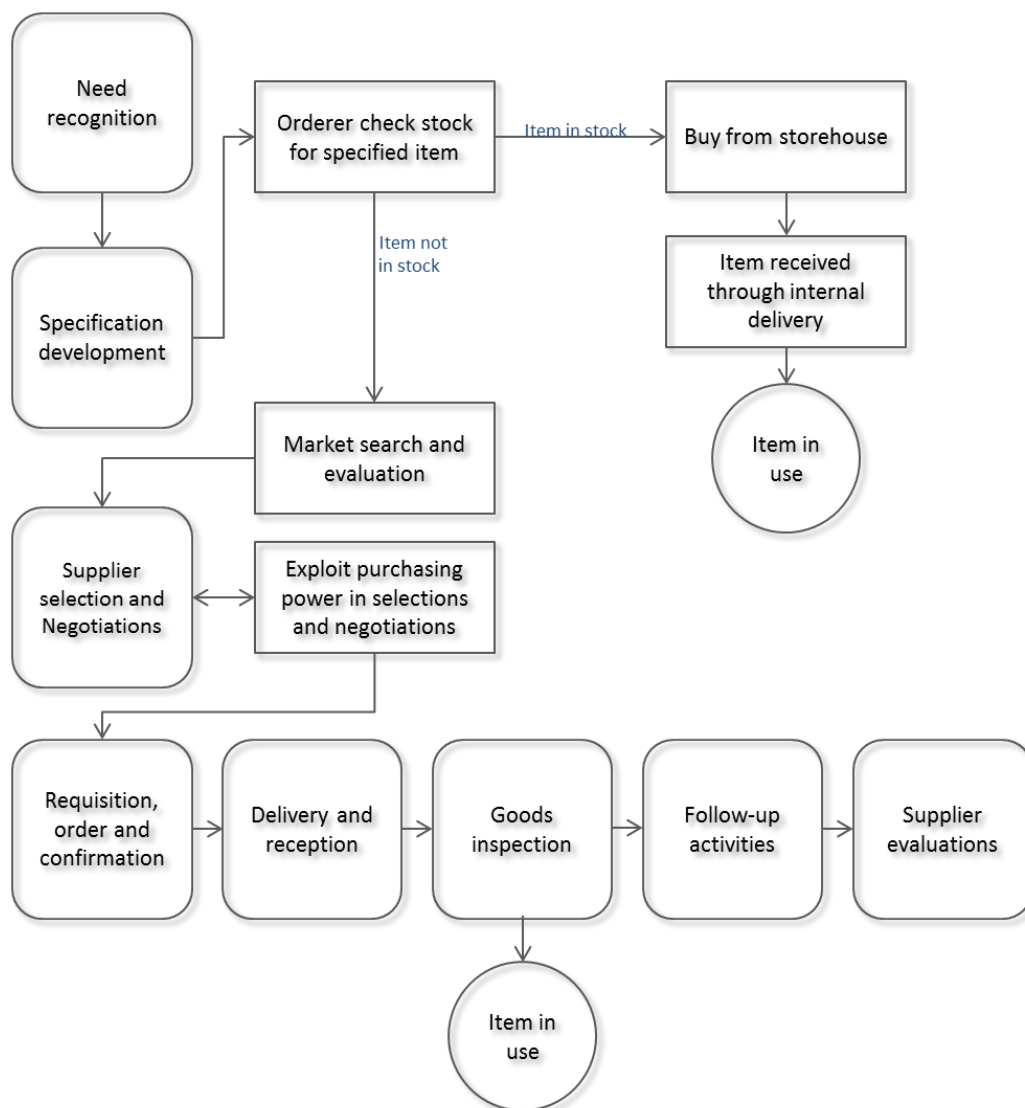 Need
recognition
Orderer check stock
for specified item
Item in stock
Buy from storehouse
Item not
in stock
Item received
through internal
delivery
Specification
development
Market search and
evaluation
Item in
use
Supplier
selection and
Negotiations
Exploit purchasing
power in selections
and negotiations
Requisition,
order and
confirmation
Delivery and
reception
Goods
inspection
Follow-up
activities
Supplier
evaluations
Item in
use